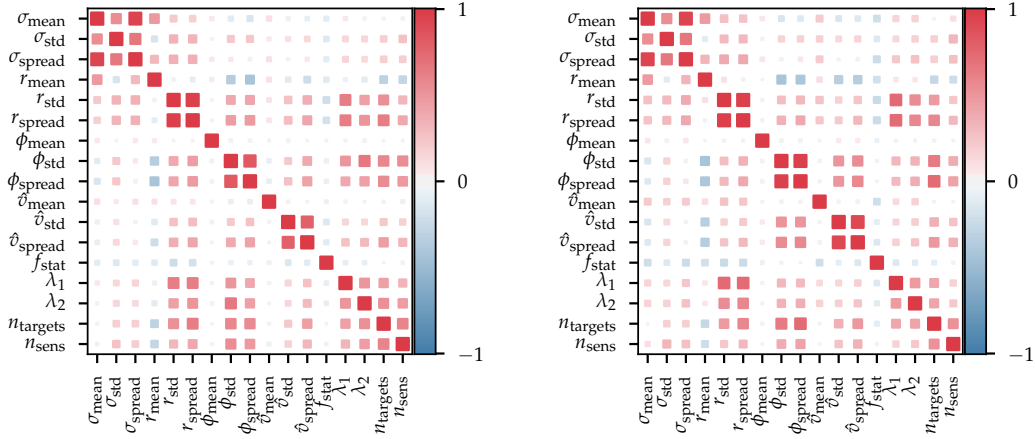 σmean
σstd
σspread
rmean
rstd
rspread
ϕmean
ϕstd
ϕspread
v̂mean
v̂std
v̂spread
fstat
λ1
λ2
ntargets
nsens
σmean
σstd
σspread
rmean
rstd
rspread
ϕmean
ϕstd
ϕspread
v̂mean
v̂std
v̂spread
fstat
λ1
λ2
ntargets
nsens
1
0
−1
σmean
σstd
σspread
rmean
rstd
rspread
ϕmean
ϕstd
ϕspread
v̂mean
v̂std
v̂spread
fstat
λ1
λ2
ntargets
nsens
σmean
σstd
σspread
rmean
rstd
rspread
ϕmean
ϕstd
ϕspread
v̂mean
v̂std
v̂spread
fstat
λ1
λ2
ntargets
nsens
1
0
−1